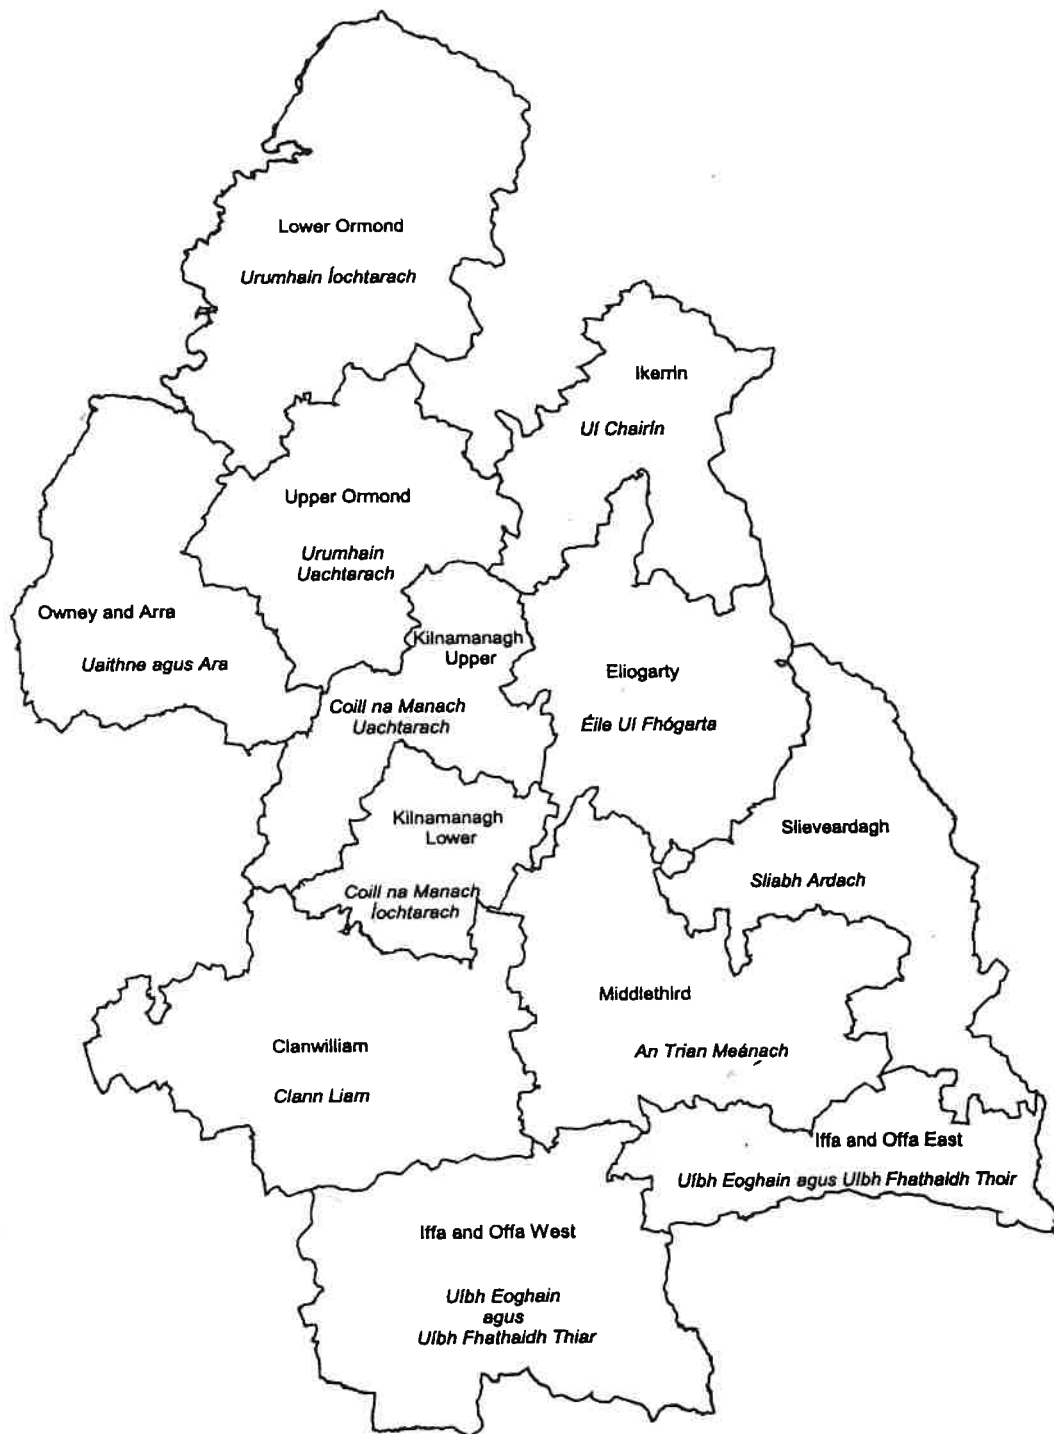 Lower Ormond
Urumhain Íochtarach
Ikerrin
Uí Chairín
Upper Ormond
Urumhain
Uachtarach
Owney and Arra
Uaithne agus Ara
Kilnamanagh
Upper
Coill na Manach
Uachtarach
Eliogarty
Éile Uí Fhógarta
Kilnamanagh
Lower
Coill na Manach
Íochtarach
Slieveardagh
Sliabh Ardach
Middlethird
An Trian Meánach
Clanwilliam
Clann Liam
Iffa and Offa East
Uíbh Eoghain agus Uíbh Fhathaidh Thoir
Iffa and Offa West
Uíbh Eoghain
agus
Uíbh Fhathaidh Thiar